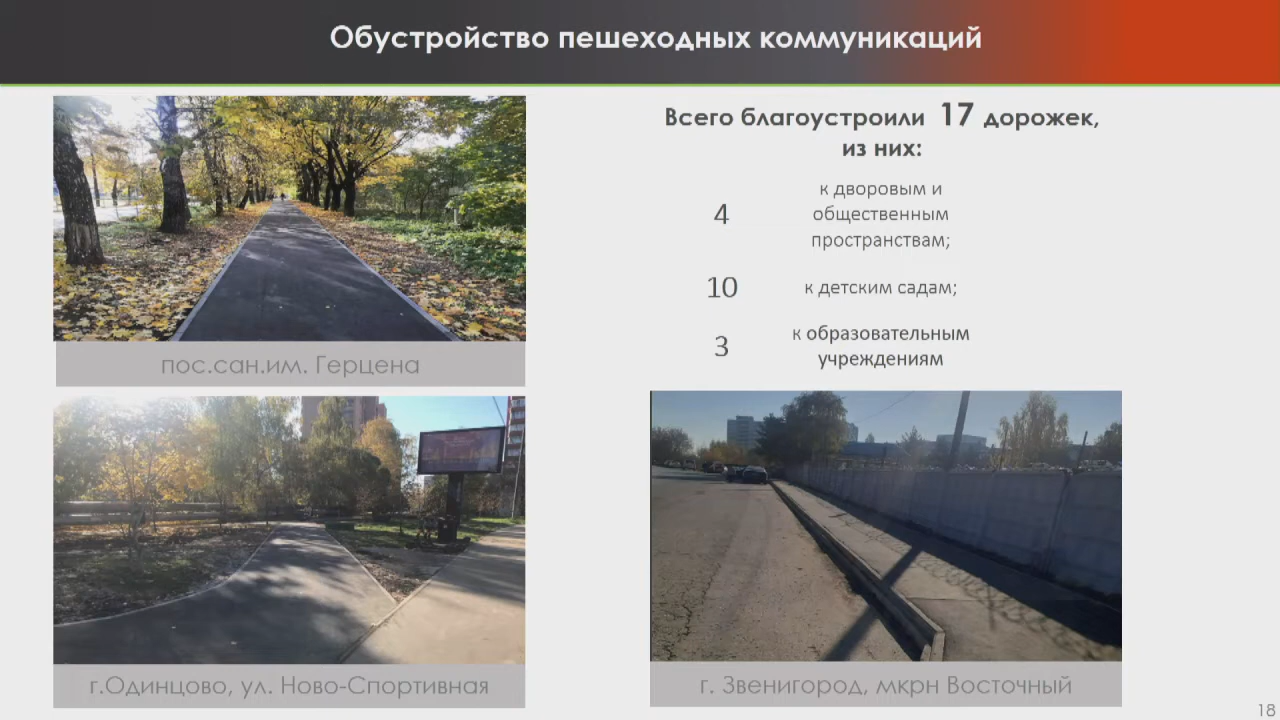 Обустройство пешеходных коммуникаций
Всего благоустроили 17 дорожек,
из них:
4
к дворовым и
общественным
пространствам;
10
к детским садам;
3
к образовательным
учреждениям
пос.сан.им. Герцена
г.Одинцово, ул. Ново-Спортивная
г. Звенигород, мкрн Восточный
18